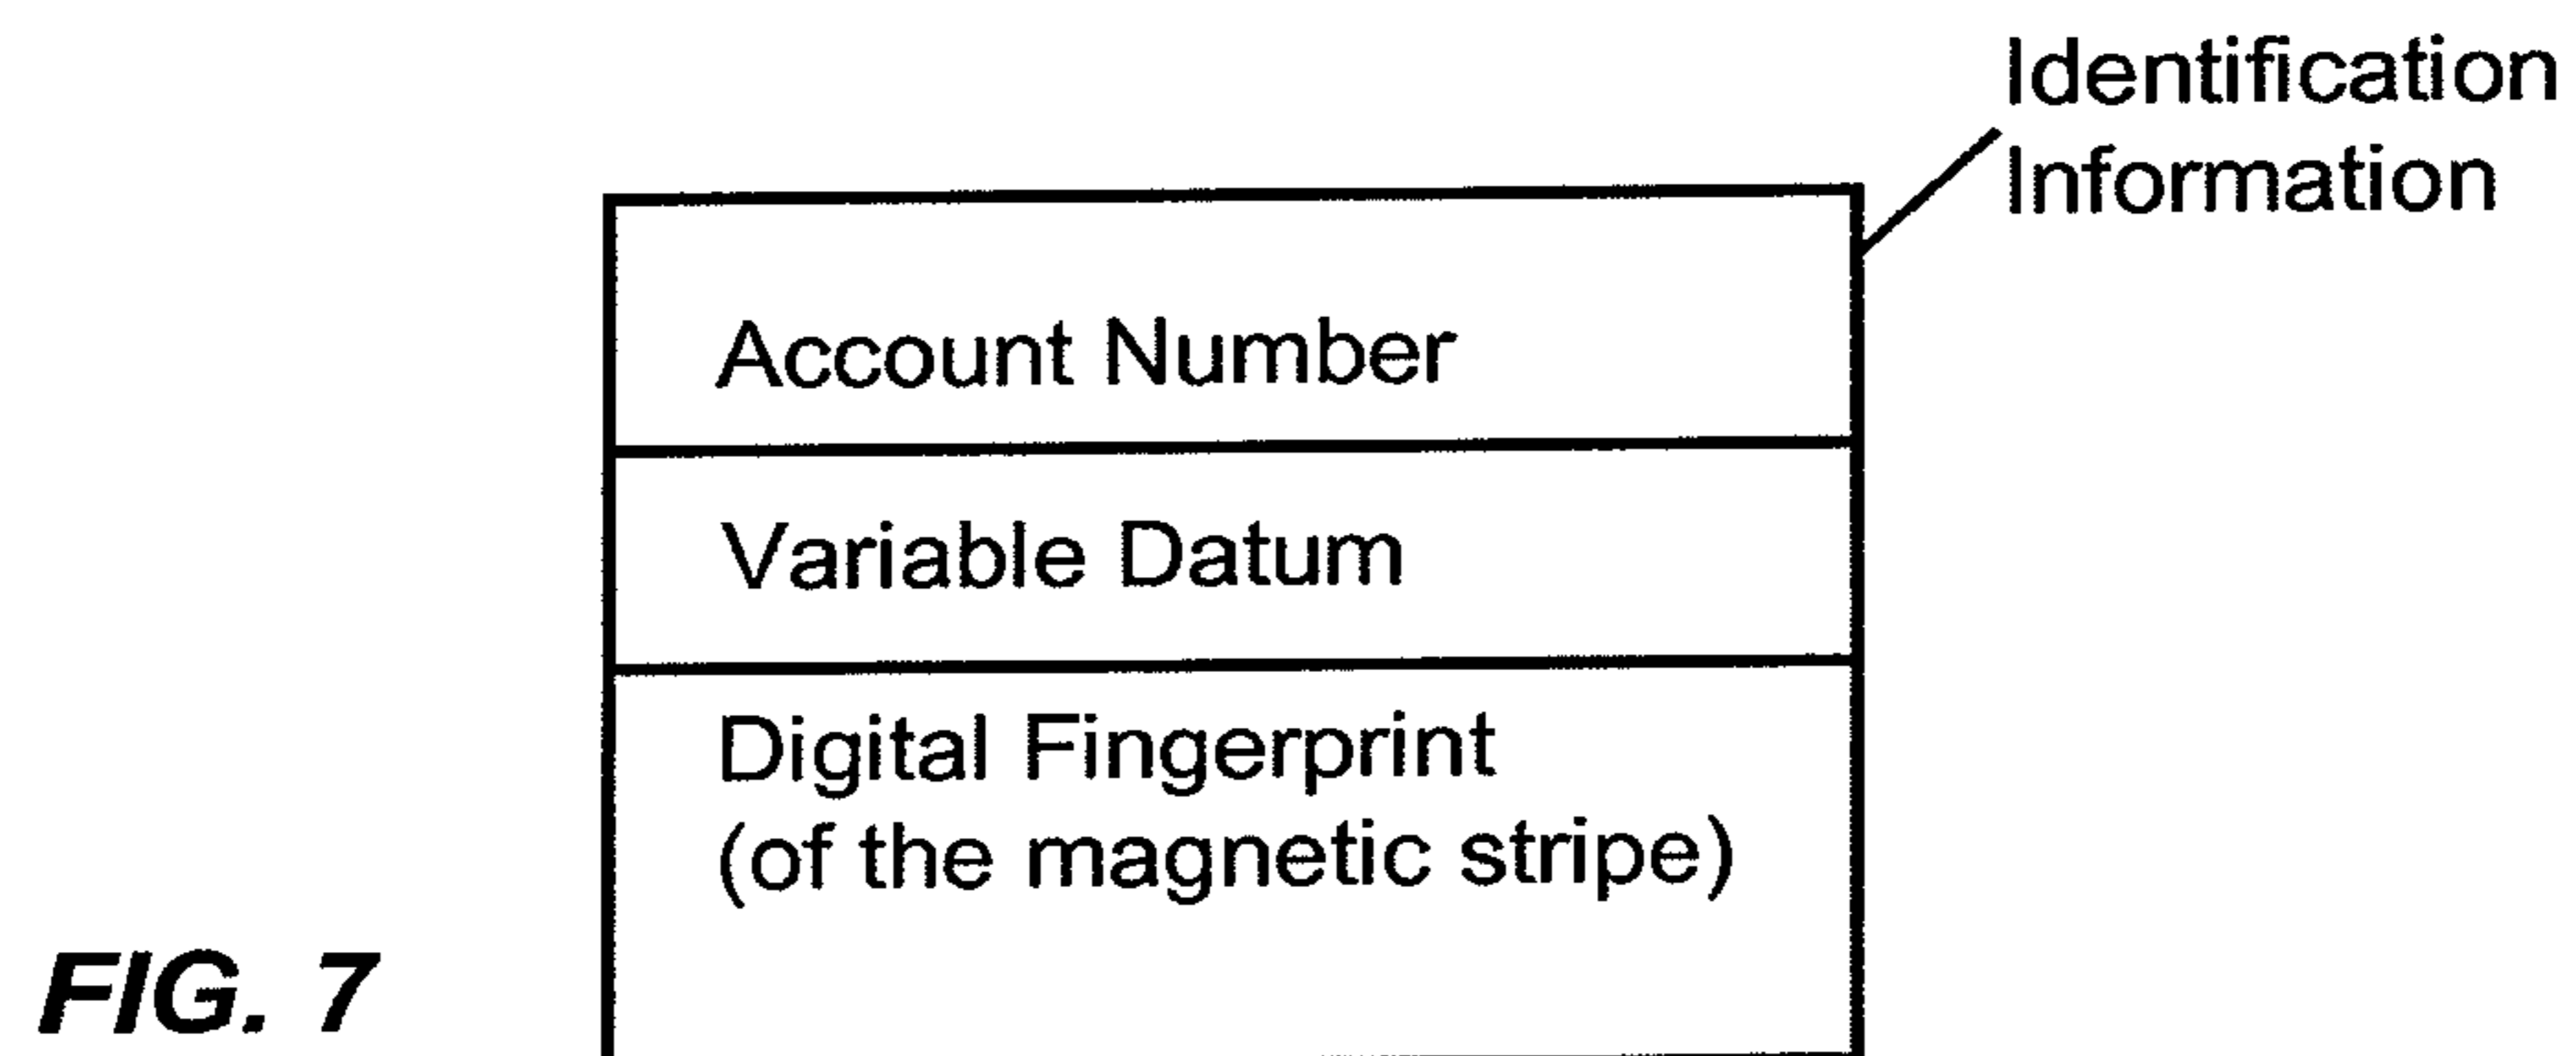 Identification
Information
Account Number
Variable Datum
Digital Fingerprint
(of the magnetic stripe)
FIG. 7